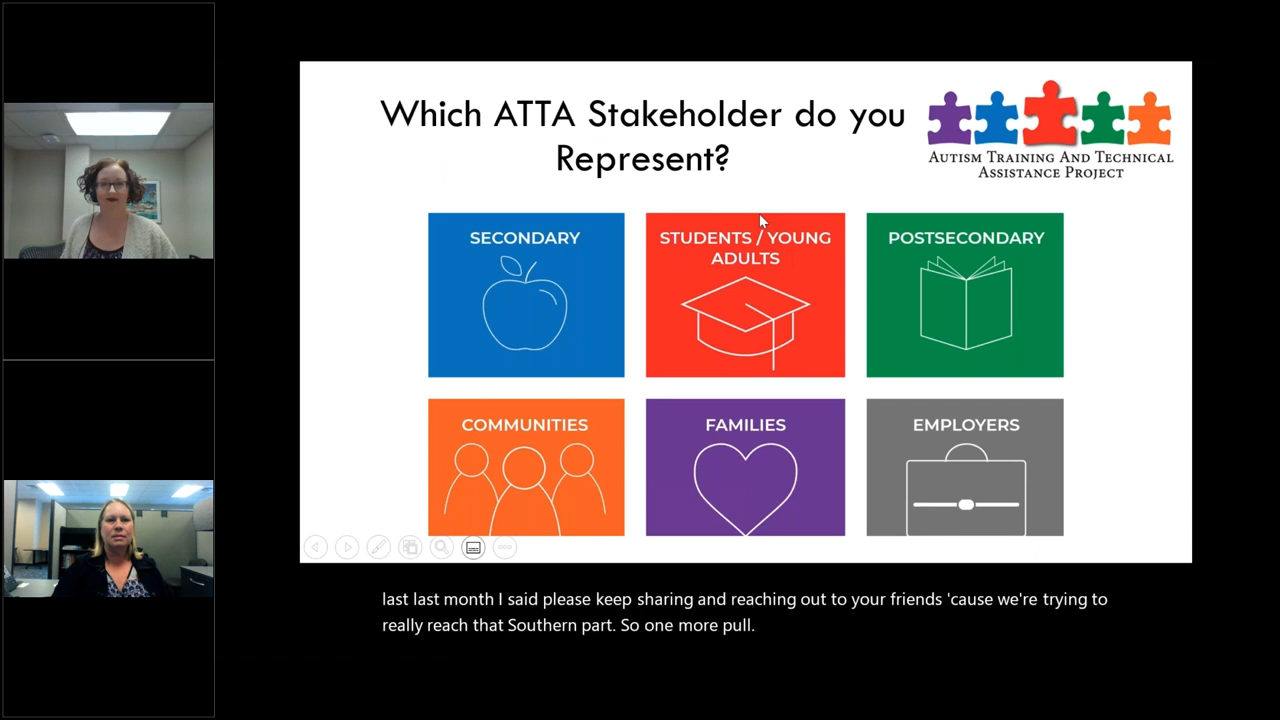 Which ATTA Stakeholder do you
Represent?
AUTISM TRAINING AND TECHNICAL
ASSISTANCE PROJECT
SECONDARY
STUDENTS / YOUNG
ADULTS
POSTSECONDARY
COMMUNITIES
FAMILIES
EMPLOYERS
last last month I said please keep sharing and reaching out to your friends 'cause we're trying to
really reach that Southern part. So one more pull.